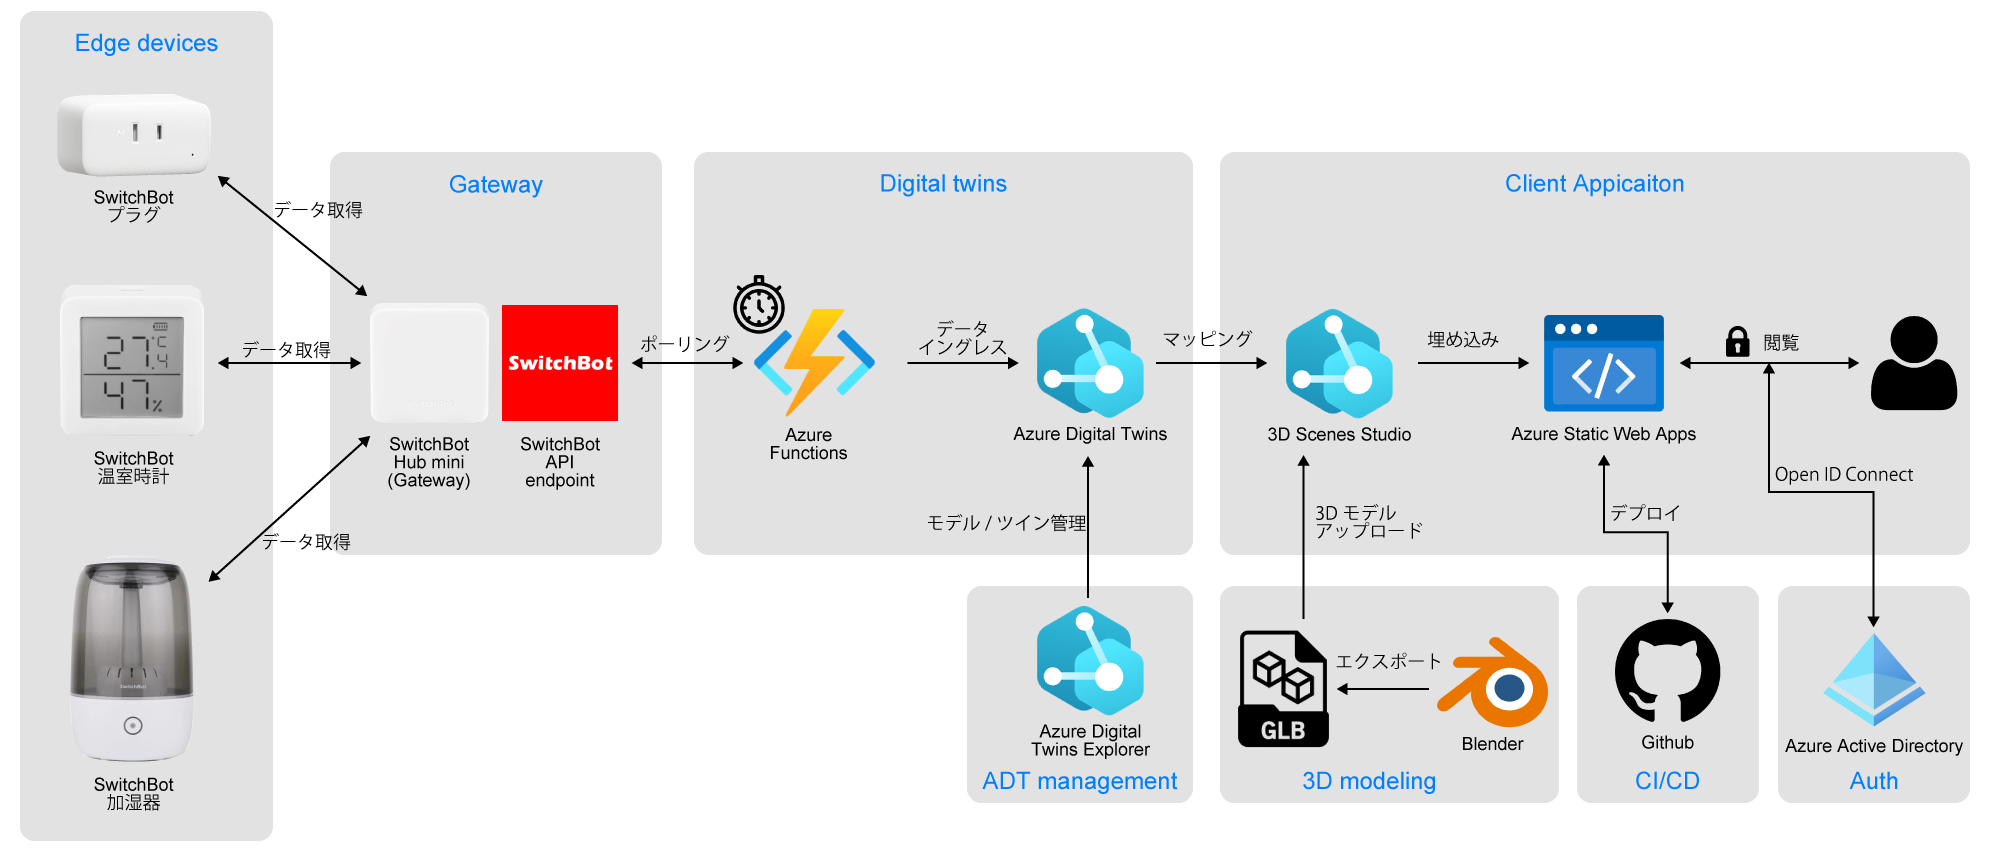 Edge devices
SwitchBot
プラグ
データ取得
27.4
°C
47%
SwitchBot
温室時計
データ取得
データ取得
SwitchBot
SwitchBot
加湿器
Gateway
SwitchBot
SwitchBot
Hub mini
(Gateway)
SwitchBot
API
endpoint
ポーリング
Digital twins
Azure
Functions
データ
イングレス
Azure Digital Twins
モデル / ツイン管理
マッピング
Client Appicaiton
3D Scenes Studio
埋め込み
Azure Static Web Apps
閲覧
Open ID Connect
3D モデル
アップロード
デプロイ
Azure Digital
Twins Explorer
ADT management
GLB
エクスポート
Blender
3D modeling
Github
CI/CD
Azure Active Directory
Auth